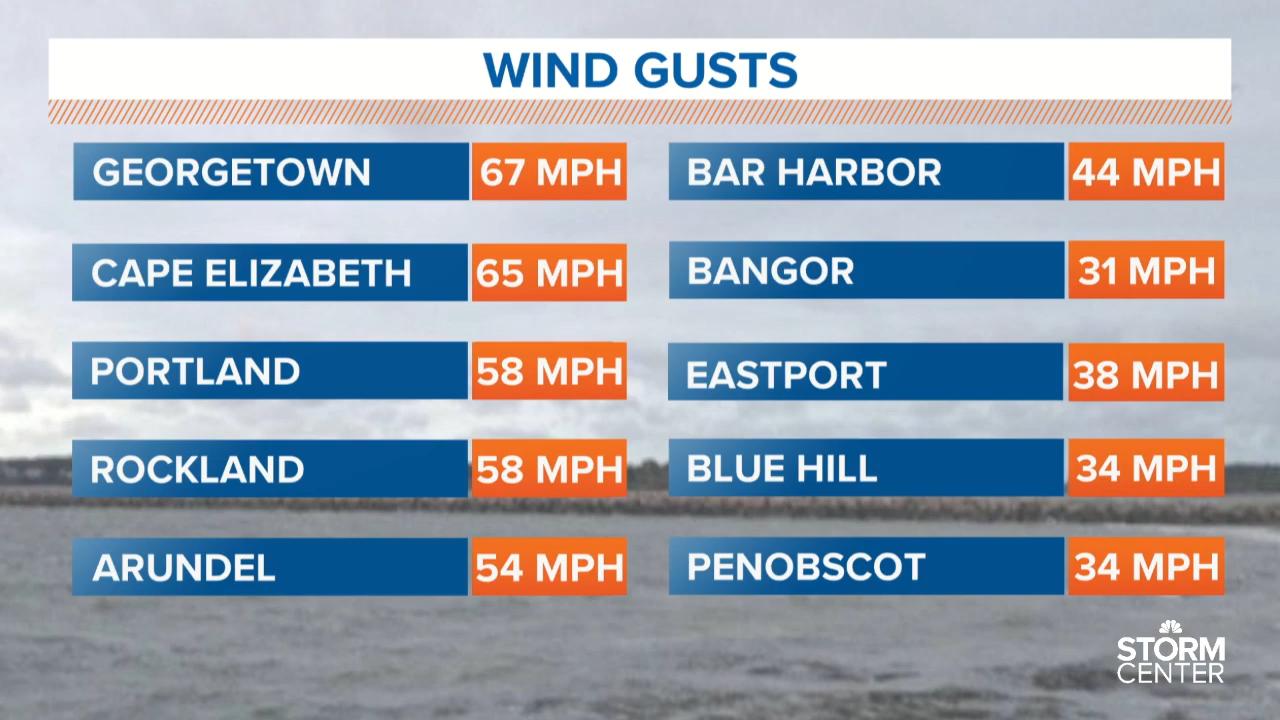 WIND GUSTS
GEORGETOWN 67 MPH
CAPE ELIZABETH 65 MPH
PORTLAND 58 MPH
ROCKLAND 58 MPH
ARUNDEL 54 MPH
BAR HARBOR 44 MPH
BANGOR 31 MPH
EASTPORT 38 MPH
BLUE HILL 34 MPH
PENOBSCOT 34 MPH
STORM
CENTER